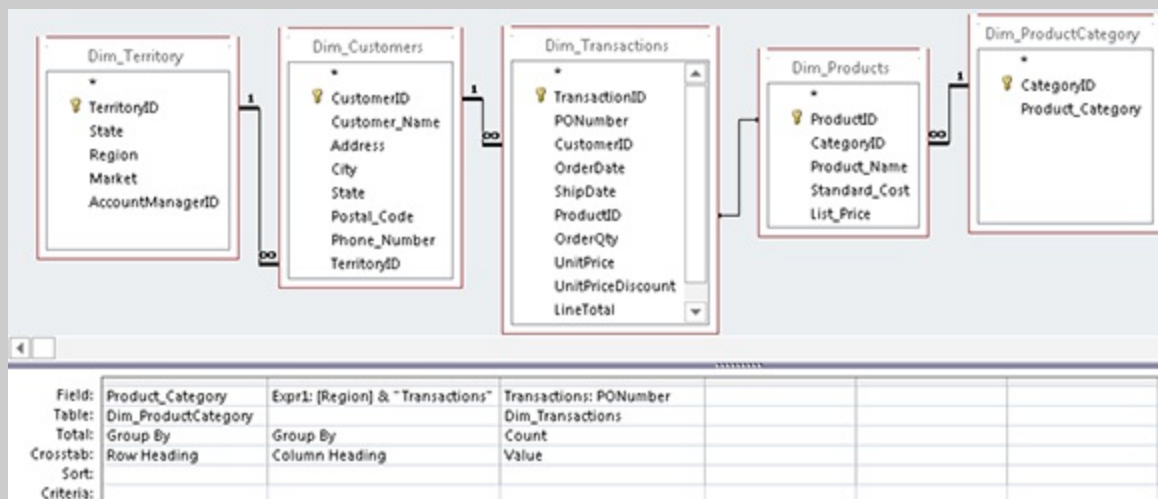 Dim_Territory
*
TerritoryID
State
Region
Market
AccountManagerID
1
∞
Dim_Customers
*
CustomerID
Customer_Name
Address
City
State
Postal_Code
Phone_Number
TerritoryID
1
∞
Dim_Transactions
*
TransactionID
PONumber
CustomerID
OrderDate
ShipDate
ProductID
OrderQty
UnitPrice
UnitPriceDiscount
LineTotal
Dim_Products
*
ProductID
CategoryID
Product_Name
Standard_Cost
List_Price
∞
1
Dim_ProductCategory
*
CategoryID
Product_Category
Field: Product_Category Expr1: [Region] & " Transactions" Transactions: PONumber
Table: Dim_ProductCategory Dim_Transactions
Total: Group By Group By Count
Crosstab: Row Heading Column Heading Value
Sort:
Criteria: